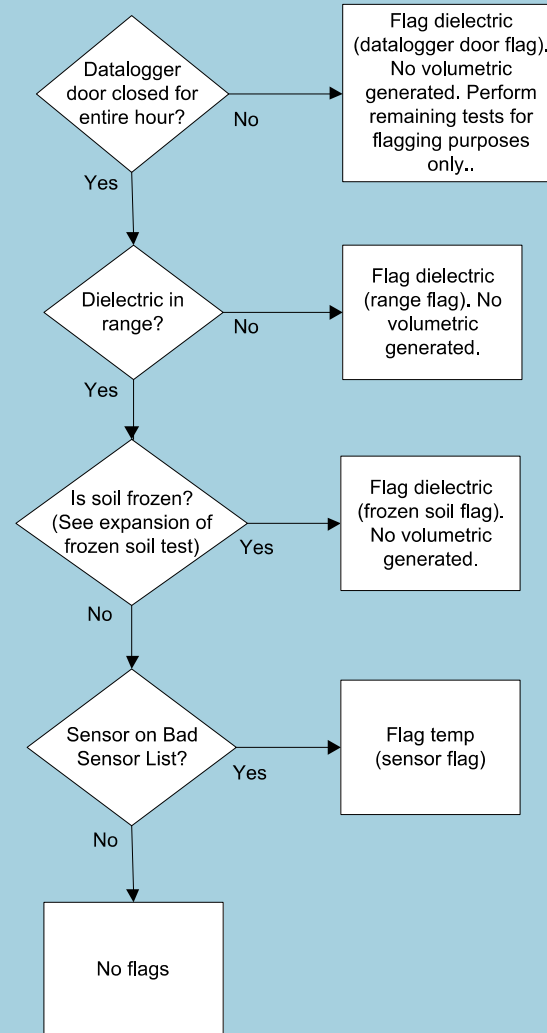 Datalogger
door closed for
entire hour?
No
Flag dielectric
(datalogger door flag).
No volumetric
generated. Perform
remaining tests for
flagging purposes
only..
Yes
Dielectric in
range?
No
Flag dielectric
(range flag). No
volumetric
generated.
Yes
Is soil frozen?
(See expansion of
frozen soil test)
Yes
Flag dielectric
(frozen soil flag).
No volumetric
generated.
No
Sensor on Bad
Sensor List?
Yes
Flag temp
(sensor flag)
No
No flags